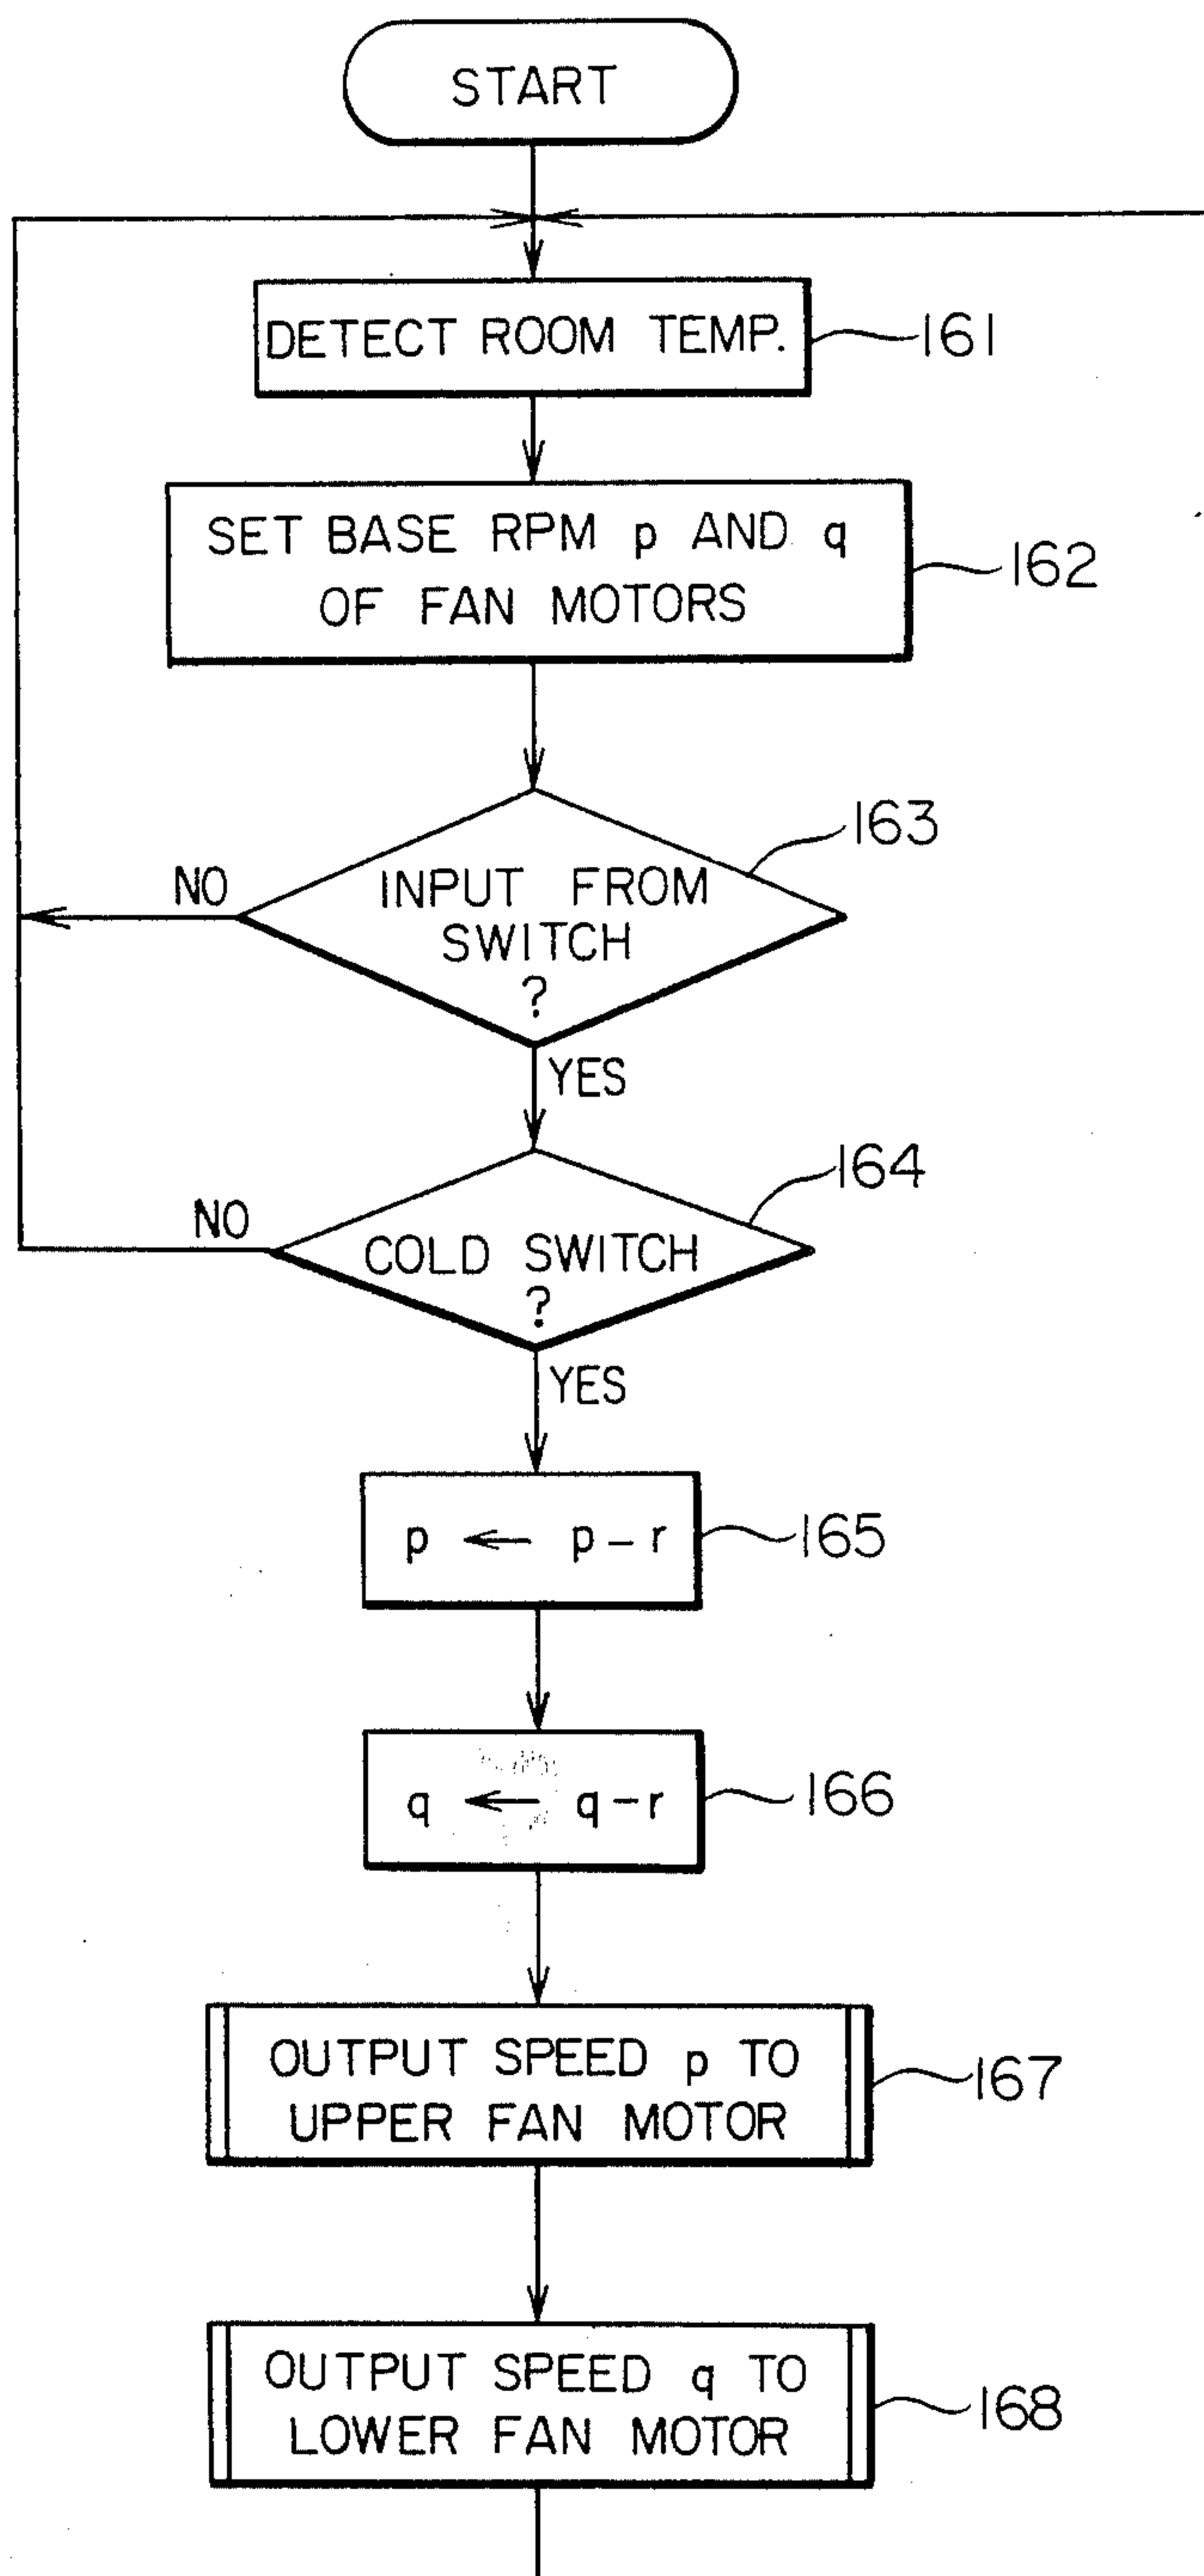 START
DETECT ROOM TEMP.
161
SET BASE RPM p AND q
OF FAN MOTORS
162
163
NO
INPUT FROM
SWITCH
?
YES
164
NO
COLD SWITCH
?
YES
p ← p – r
165
q ← q – r
166
OUTPUT SPEED p TO
UPPER FAN MOTOR
167
OUTPUT SPEED q TO
LOWER FAN MOTOR
168